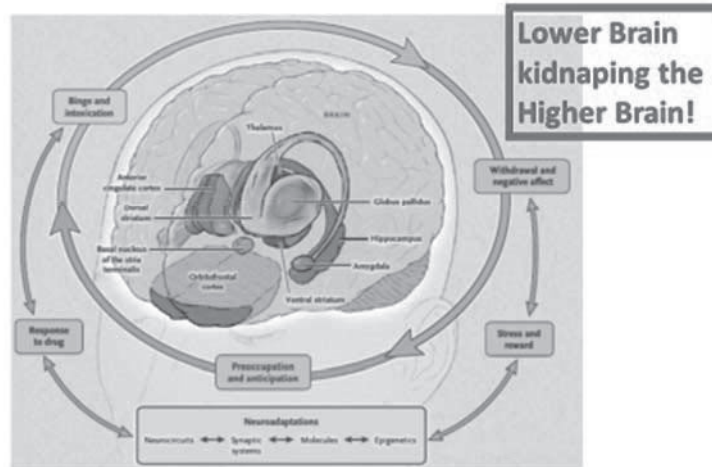 Lower Brain
kidnaping the
Higher Brain!
Binge and
intoxication
BRAIN
Thalamus
Anterior
cingulate cortex
Dorsal
striatum
Basal nucleus
of the stria
terminalis
Orbitofrontal
cortex
Globus pallidus
Hippocampus
Amygdala
Ventral striatum
Withdrawal and
negative affect
Response
to drug
Stress and
reward
Preoccupation
and anticipation
Neuroadaptations
Neurocircuits
Synaptic
systems
Molecules
Epigenetics